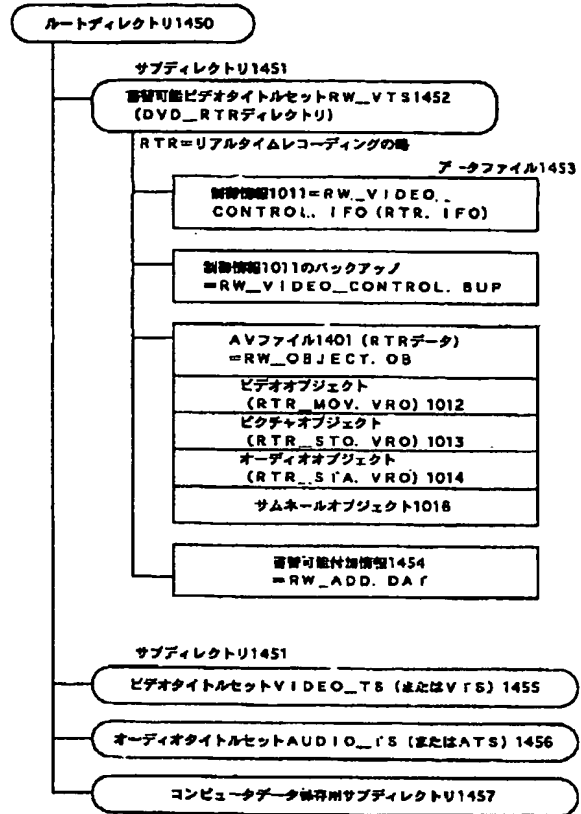 ルートディレクトリ1450
サブディレクトリ1451
書替可能ビデオタイトルセットRW__VTS1452
(DVD__RTRディレクトリ)
RTR=リアルタイムレコーディングの略
データファイル1453
制御情報1011=RW__VIDEO__
CONTROL. IFO (RTR. IFO)
制御情報1011のバックアップ
=RW__VIDEO__CONTROL. BUP
AVファイル1401 (RTRデータ)
=RW__OBJECT. OB
ビデオオブジェクト
(RTR__MOV. VRO) 1012
ピクチャオブジェクト
(RTR__STO. VRO) 1013
オーディオオブジェクト
(RTR__STA. VRO) 1014
サムネールオブジェクト1016
書替可能付加情報1454
=RW__ADD. DAT
サブディレクトリ1451
ビデオタイトルセットVIDEO__TS (またはVTS) 1455
オーディオタイトルセットAUDIO__TS (またはATS) 1456
コンピュータデータ保存用サブディレクトリ1457